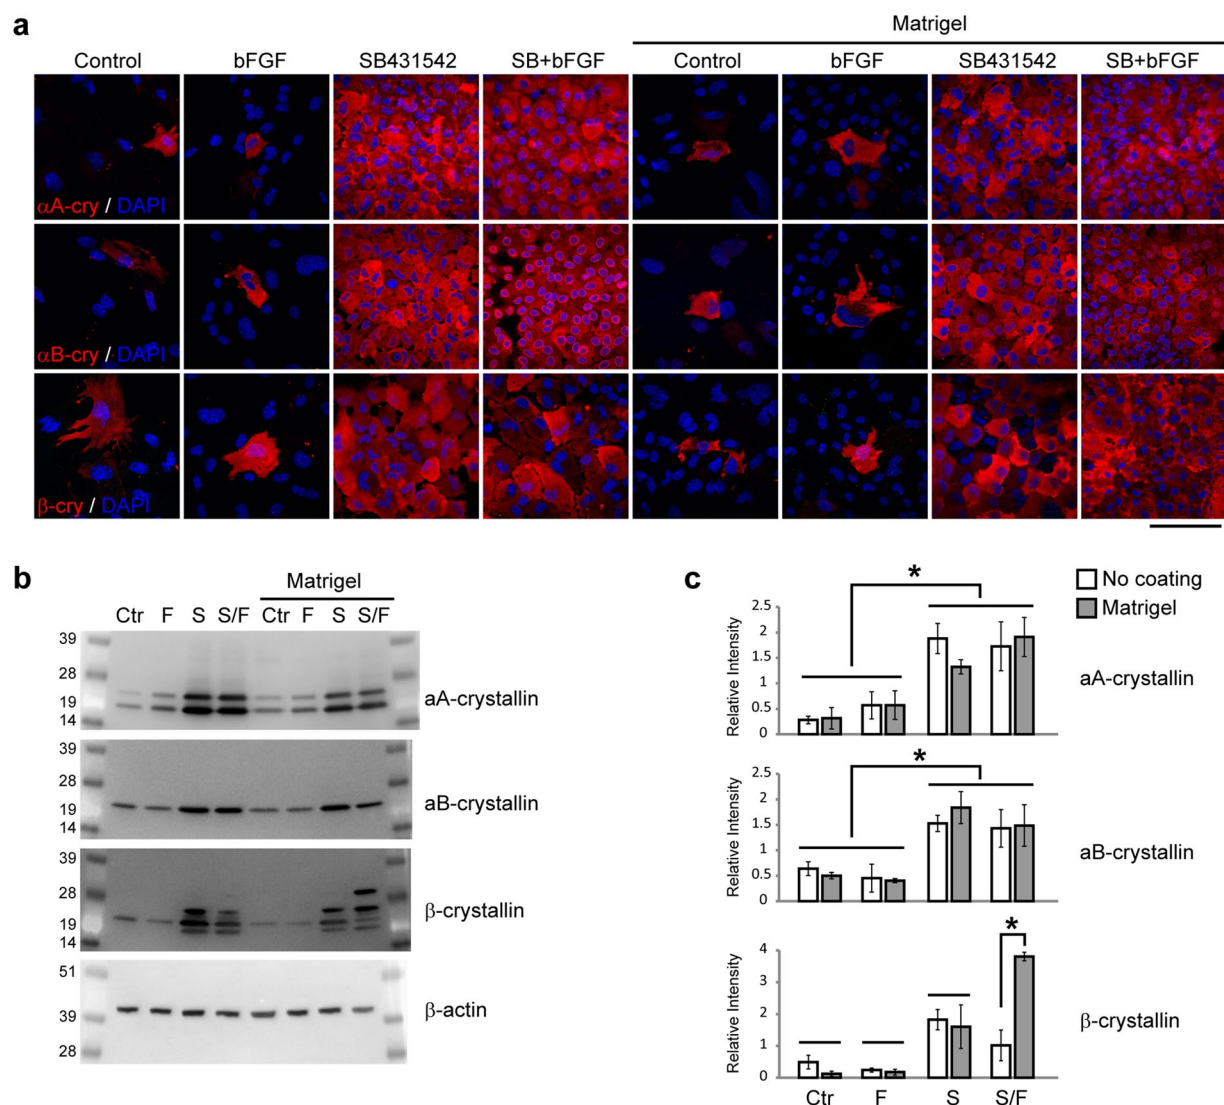 a
Matrigel
Control bFGF SB431542 SB+bFGF Control bFGF SB431542 SB+bFGF
αA-cry / DAPI
αB-cry / DAPI
β-cry / DAPI
b
Matrigel
Ctr F S S/F Ctr F S S/F
39
28
19
14
aA-crystallin
39
28
19
14
aB-crystallin
39
28
19
14
β-crystallin
51
39
28
β-actin
c
No coating
Matrigel
*
Relative Intensity
2.5
2
1.5
1
0.5
0
aA-crystallin
*
Relative Intensity
2.5
2
1.5
1
0.5
0
aB-crystallin
*
Relative Intensity
4
3
2
1
0
β-crystallin
Ctr F S S/F